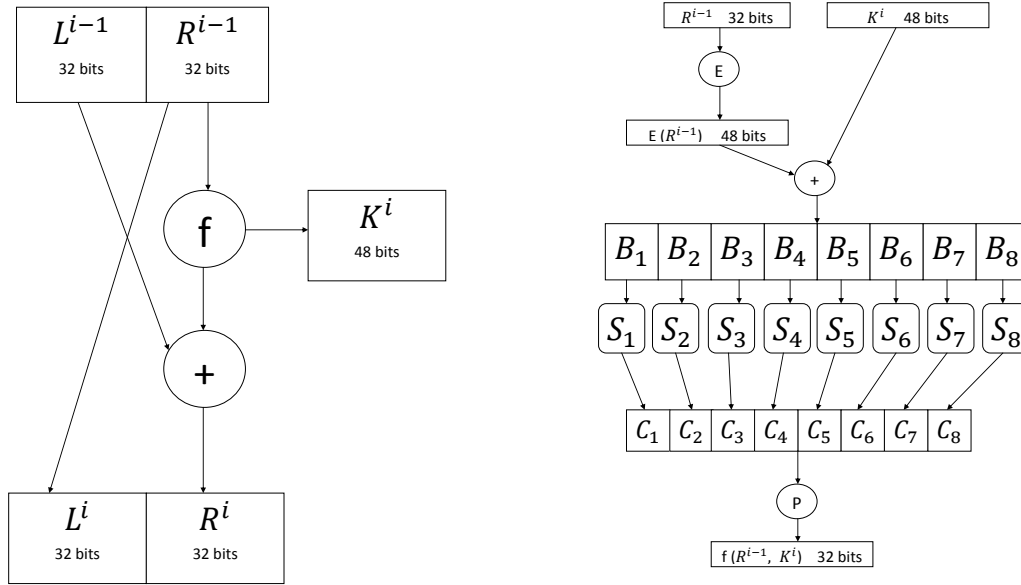 L^{i−1} R^{i−1}
32 bits 32 bits
f
K^i
48 bits
+
L^i R^i
32 bits 32 bits
R^{i−1} 32 bits K^i 48 bits
E
E (R^{i−1}) 48 bits
+
B_1 B_2 B_3 B_4 B_5 B_6 B_7 B_8
S_1 S_2 S_3 S_4 S_5 S_6 S_7 S_8
C_1 C_2 C_3 C_4 C_5 C_6 C_7 C_8
P
f (R^{i−1}, K^i) 32 bits